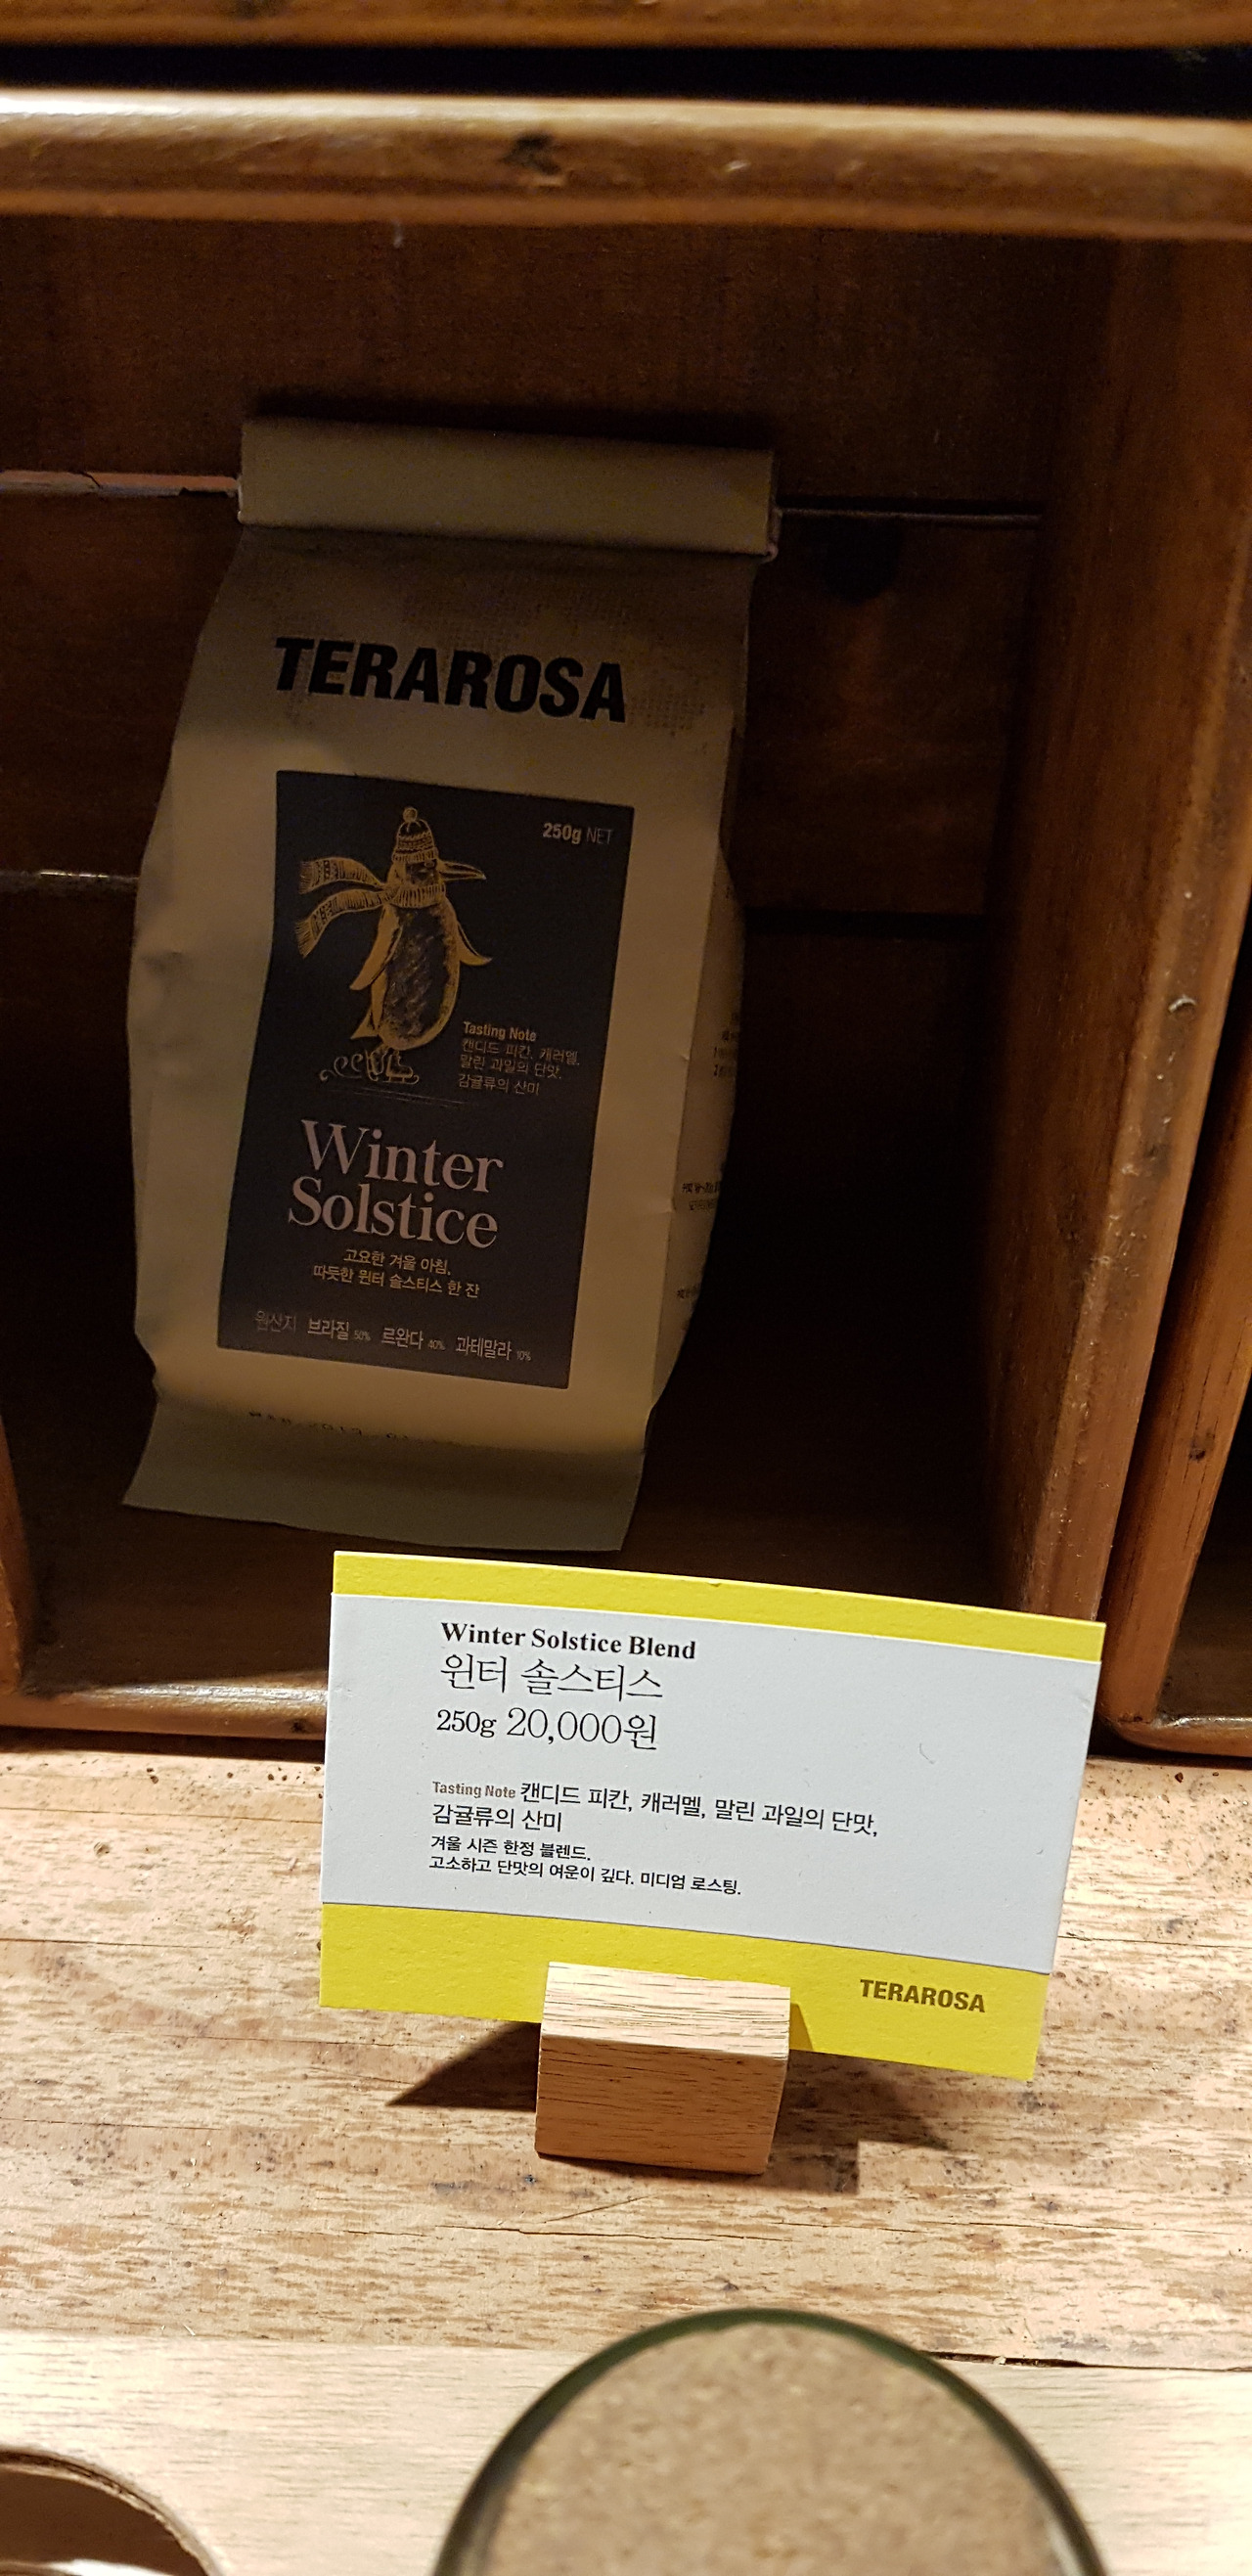 TERAROSA
250g NET
Tasting Note
캔디드 피칸, 캐러멜,
말린 과일의 단맛,
감귤류의 산미
Winter
Solstice
고요한 겨울 아침,
따듯한 윈터 솔스티스 한 잔
원산지 브라질 50% 르완다 40% 과테말라 10%
Winter Solstice Blend
윈터 솔스티스
250g 20,000원
Tasting Note 캔디드 피칸, 캐러멜, 말린 과일의 단맛,
감귤류의 산미
겨울 시즌 한정 블렌드.
고소하고 단맛의 여운이 깊다. 미디엄 로스팅.
TERAROSA